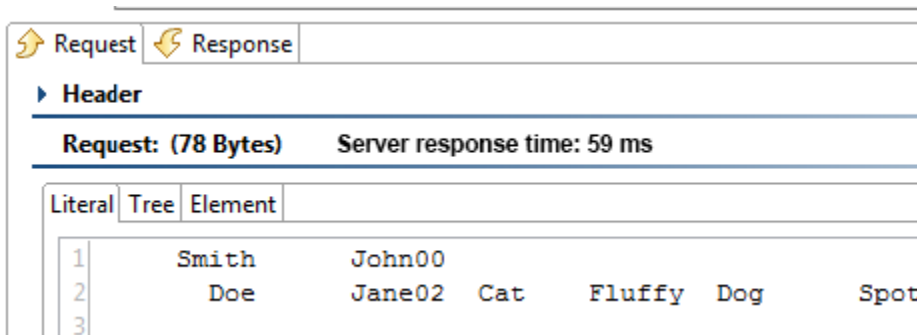 Request Response
Header
Request: (78 Bytes) Server response time: 59 ms
Literal Tree Element
1 Smith John00
2 Doe Jane02 Cat Fluffy Dog Spot
3